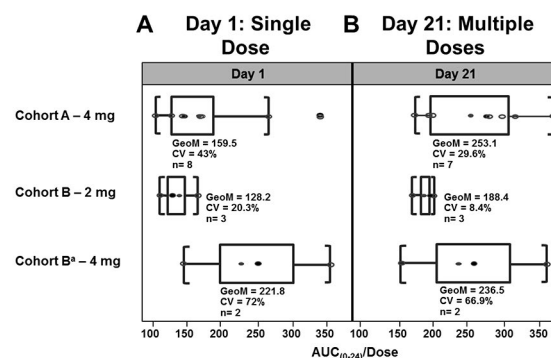 A Day 1: Single Dose
B Day 21: Multiple Doses
Day 1
Day 21
Cohort A – 4 mg
GeoM = 159.5
CV = 43%
n= 8
GeoM = 253.1
CV = 29.6%
n= 7
Cohort B – 2 mg
GeoM = 128.2
CV = 20.3%
n= 3
GeoM = 188.4
CV = 8.4%
n= 3
Cohort Bᵃ – 4 mg
GeoM = 221.8
CV = 72%
n= 2
GeoM = 236.5
CV = 66.9%
n= 2
100 150 200 250 300 350 100 150 200 250 300 350
AUC(0-24)/Dose